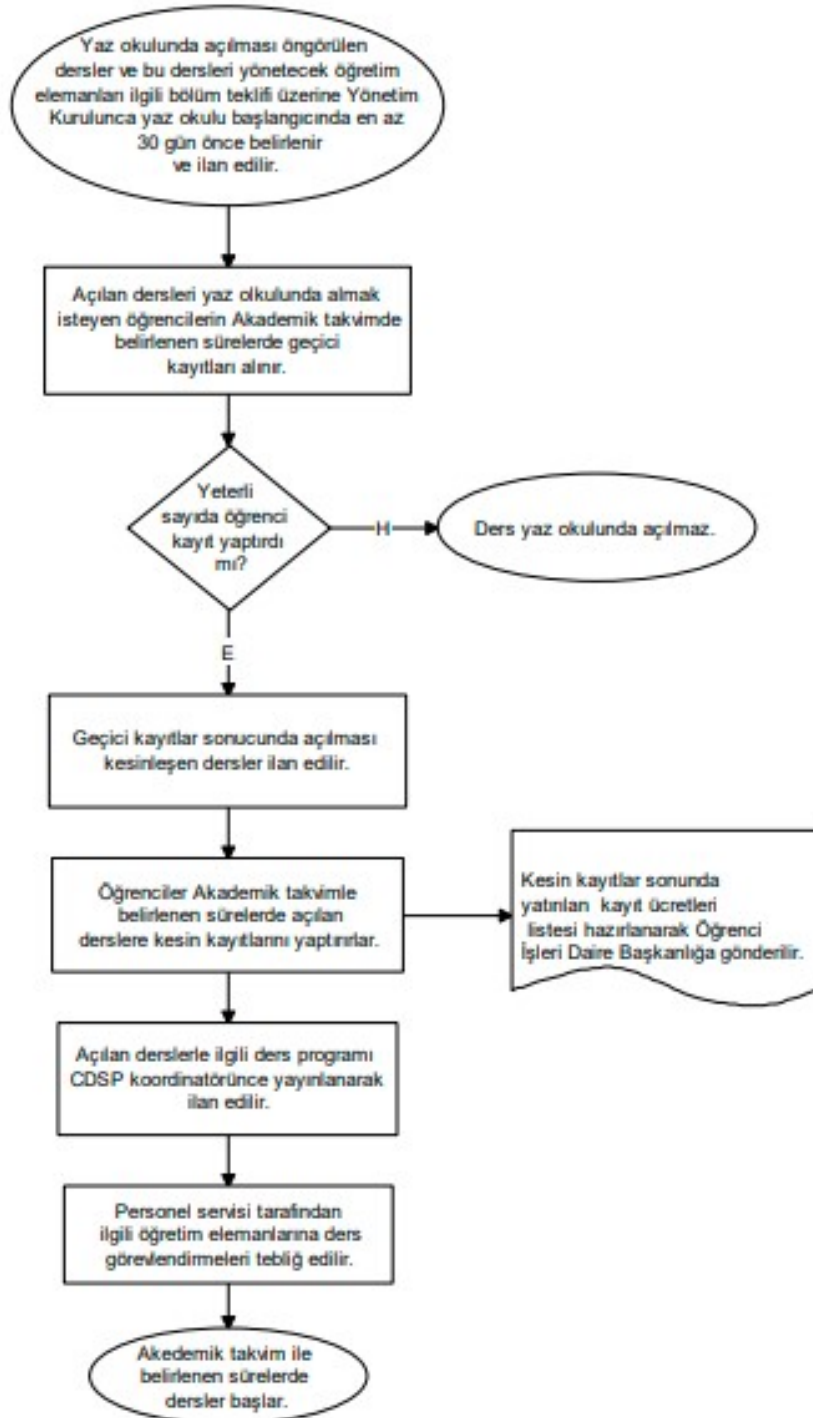 Yaz okulunda açılması öngörülen
dersler ve bu dersleri yönetecek öğretim
elemanları ilgili bölüm teklifi üzerine Yönetim
Kurulunca yaz okulu başlangıcında en az
30 gün önce belirlenir
ve ilan edilir.
Açılan dersleri yaz olkulunda almak
isteyen öğrencilerin Akademik takvimde
belirlenen sürelerde geçici
kayıtları alınır.
Yeterli
sayıda öğrenci
kayıt yaptırdı
mı?
H
Ders yaz okulunda açılmaz.
E
Geçici kayıtlar sonucunda açılması
kesinleşen dersler ilan edilir.
Öğrenciler Akademik takvimle
belirlenen sürelerde açılan
derslere kesin kayıtlarını yaptırırlar.
Kesin kayıtlar sonunda
yatırılan kayıt ücretleri
listesi hazırlanarak Öğrenci
İşleri Daire Başkanlığa gönderilir.
Açılan derslerle ilgili ders programı
CDSP koordinatörünce yayınlanarak
ilan edilir.
Personel servisi tarafından
ilgili öğretim elemanlarına ders
görevlendirmeleri tebliğ edilir.
Akedemik takvim ile
belirlenen sürelerde
dersler başlar.